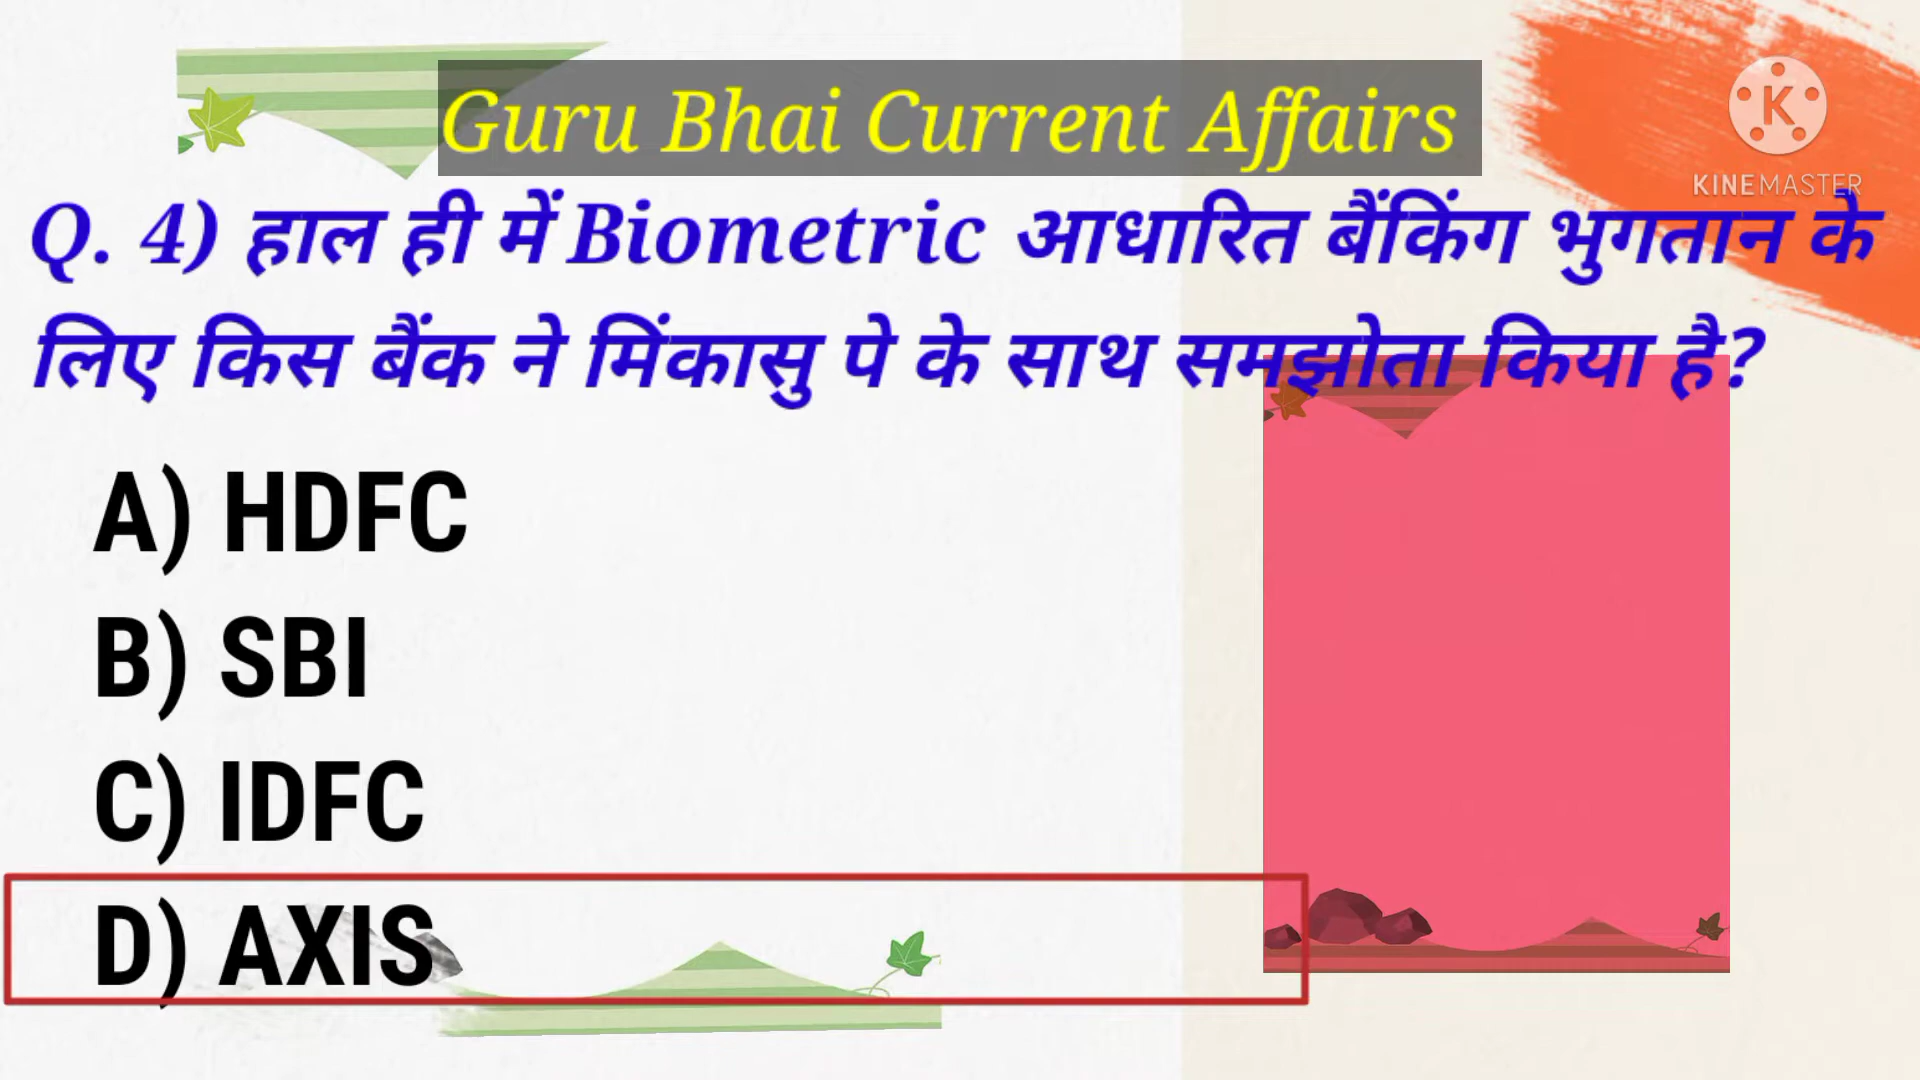 Guru Bhai Current Affairs
K
KINEMASTER
Q. 4) हाल ही में Biometric आधारित बैंकिंग भुगतान के
लिए किस बैंक ने मिंकासु पे के साथ समझोता किया है?
A) HDFC
B) SBI
C) IDFC
D) AXIS